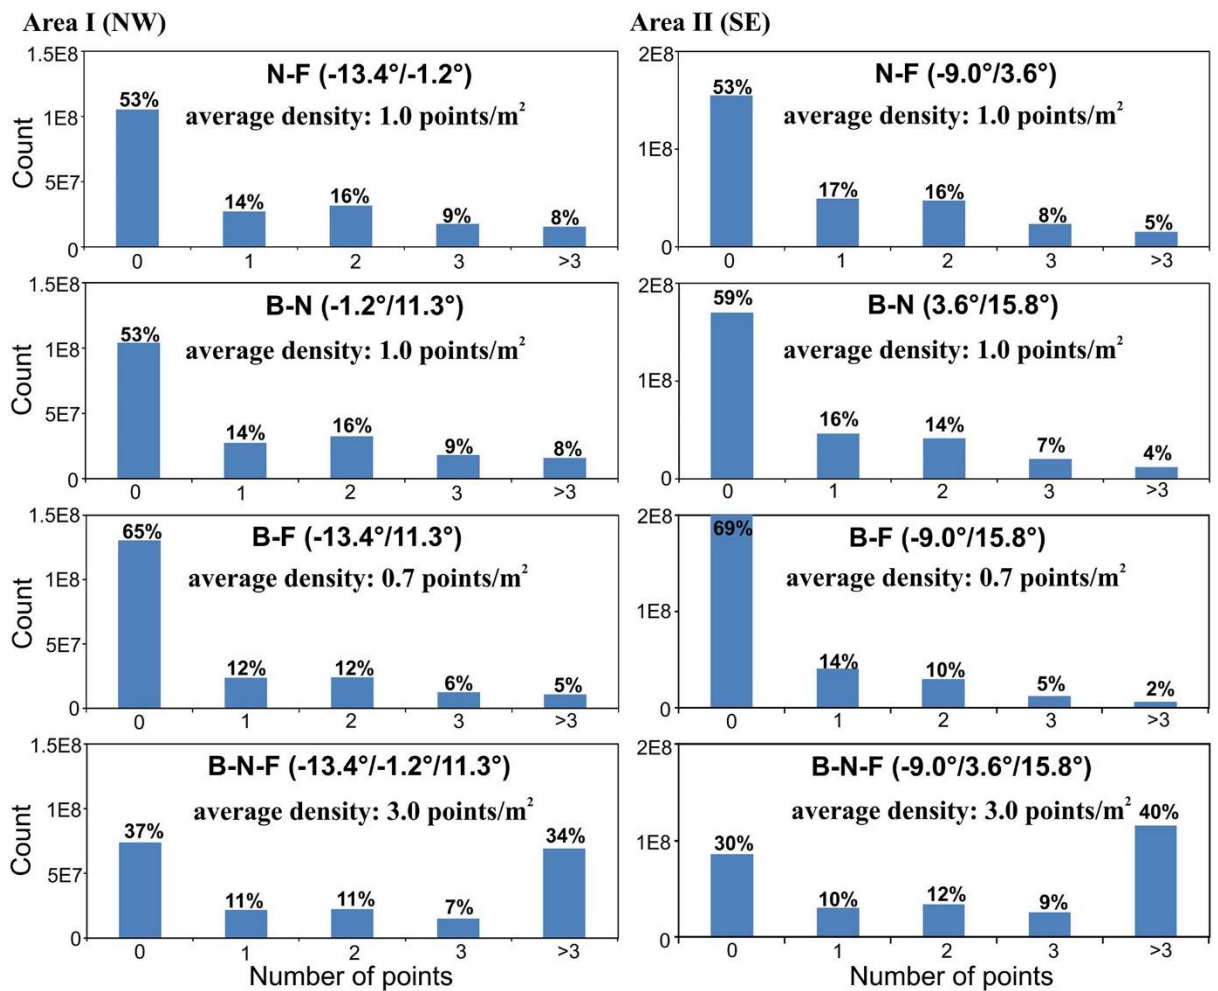 Area I (NW)
Area II (SE)
1.5E8
1E8
5E7
0
Count
N-F (-13.4°/-1.2°)
average density: 1.0 points/m²
53%
14%
16%
9%
8%
0
1
2
3
>3
2E8
1E8
0
N-F (-9.0°/3.6°)
average density: 1.0 points/m²
53%
17%
16%
8%
5%
0
1
2
3
>3
1.5E8
1E8
5E7
0
Count
B-N (-1.2°/11.3°)
average density: 1.0 points/m²
53%
14%
16%
9%
8%
0
1
2
3
>3
2E8
1E8
0
B-N (3.6°/15.8°)
average density: 1.0 points/m²
59%
16%
14%
7%
4%
0
1
2
3
>3
1.5E8
1E8
5E7
0
Count
B-F (-13.4°/11.3°)
average density: 0.7 points/m²
65%
12%
12%
6%
5%
0
1
2
3
>3
2E8
1E8
0
B-F (-9.0°/15.8°)
average density: 0.7 points/m²
69%
14%
10%
5%
2%
0
1
2
3
>3
1.5E8
1E8
5E7
0
Count
B-N-F (-13.4°/-1.2°/11.3°)
average density: 3.0 points/m²
37%
11%
11%
7%
34%
0
1
2
3
>3
Number of points
2E8
1E8
0
B-N-F (-9.0°/3.6°/15.8°)
average density: 3.0 points/m²
30%
10%
12%
9%
40%
0
1
2
3
>3
Number of points